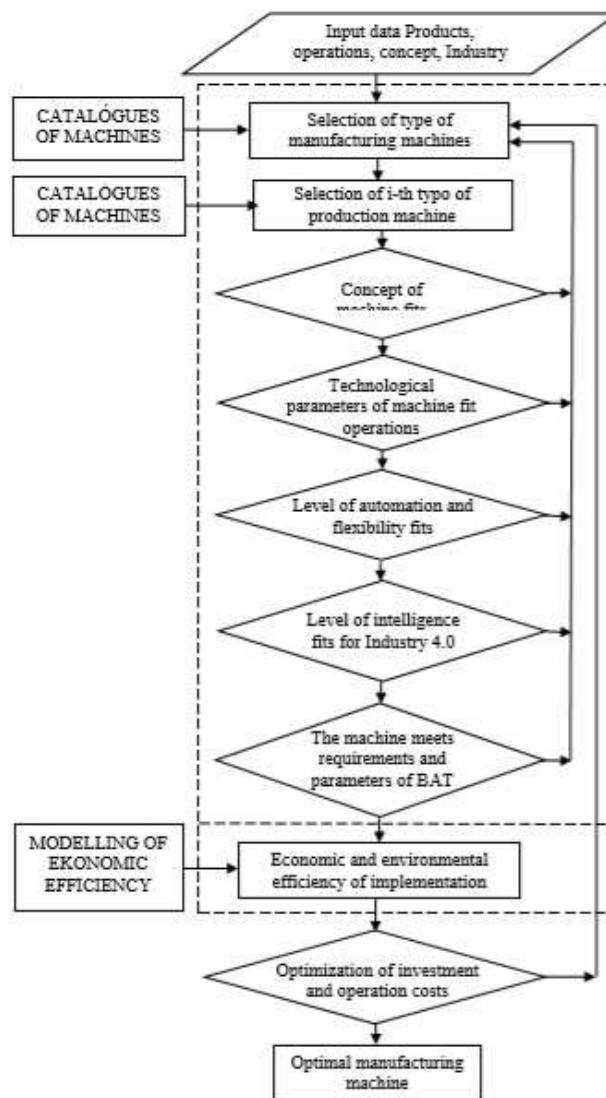 Input data Products,
operations, concept, Industry
CATALÓGUES
OF MACHINES
Selection of type of
manufacturing machines
CATALOGUES
OF MACHINES
Selection of i-th typo of
production machine
Concept of
machine fits
Technological
parameters of machine fit
operations
Level of automation and
flexibility fits
Level of intelligence
fits for Industry 4.0
The machine meets
requirements and
parameters of BAT
MODELLING OF
EKONOMIC
EFFICIENCY
Economic and environmental
efficiency of implementation
Optimization of investment
and operation costs
Optimal manufacturing
machine